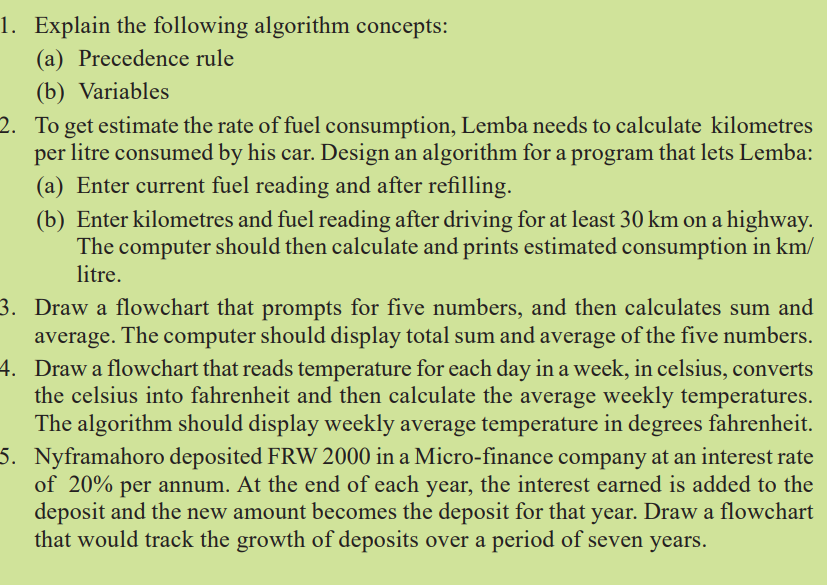 1. Explain the following algorithm concepts:
(a) Precedence rule
(b) Variables
2. To get estimate the rate of fuel consumption, Lemba needs to calculate kilometres
per litre consumed by his car. Design an algorithm for a program that lets Lemba:
(a) Enter current fuel reading and after refilling.
(b) Enter kilometres and fuel reading after driving for at least 30 km on a highway.
The computer should then calculate and prints estimated consumption in km/
litre.
3. Draw a flowchart that prompts for five numbers, and then calculates sum and
average. The computer should display total sum and average of the five numbers.
4. Draw a flowchart that reads temperature for each day in a week, in celsius, converts
the celsius into fahrenheit and then calculate the average weekly temperatures.
The algorithm should display weekly average temperature in degrees fahrenheit.
5. Nyframahoro deposited FRW 2000 in a Micro-finance company at an interest rate
of 20% per annum. At the end of each year, the interest earned is added to the
deposit and the new amount becomes the deposit for that year. Draw a flowchart
that would track the growth of deposits over a period of seven years.